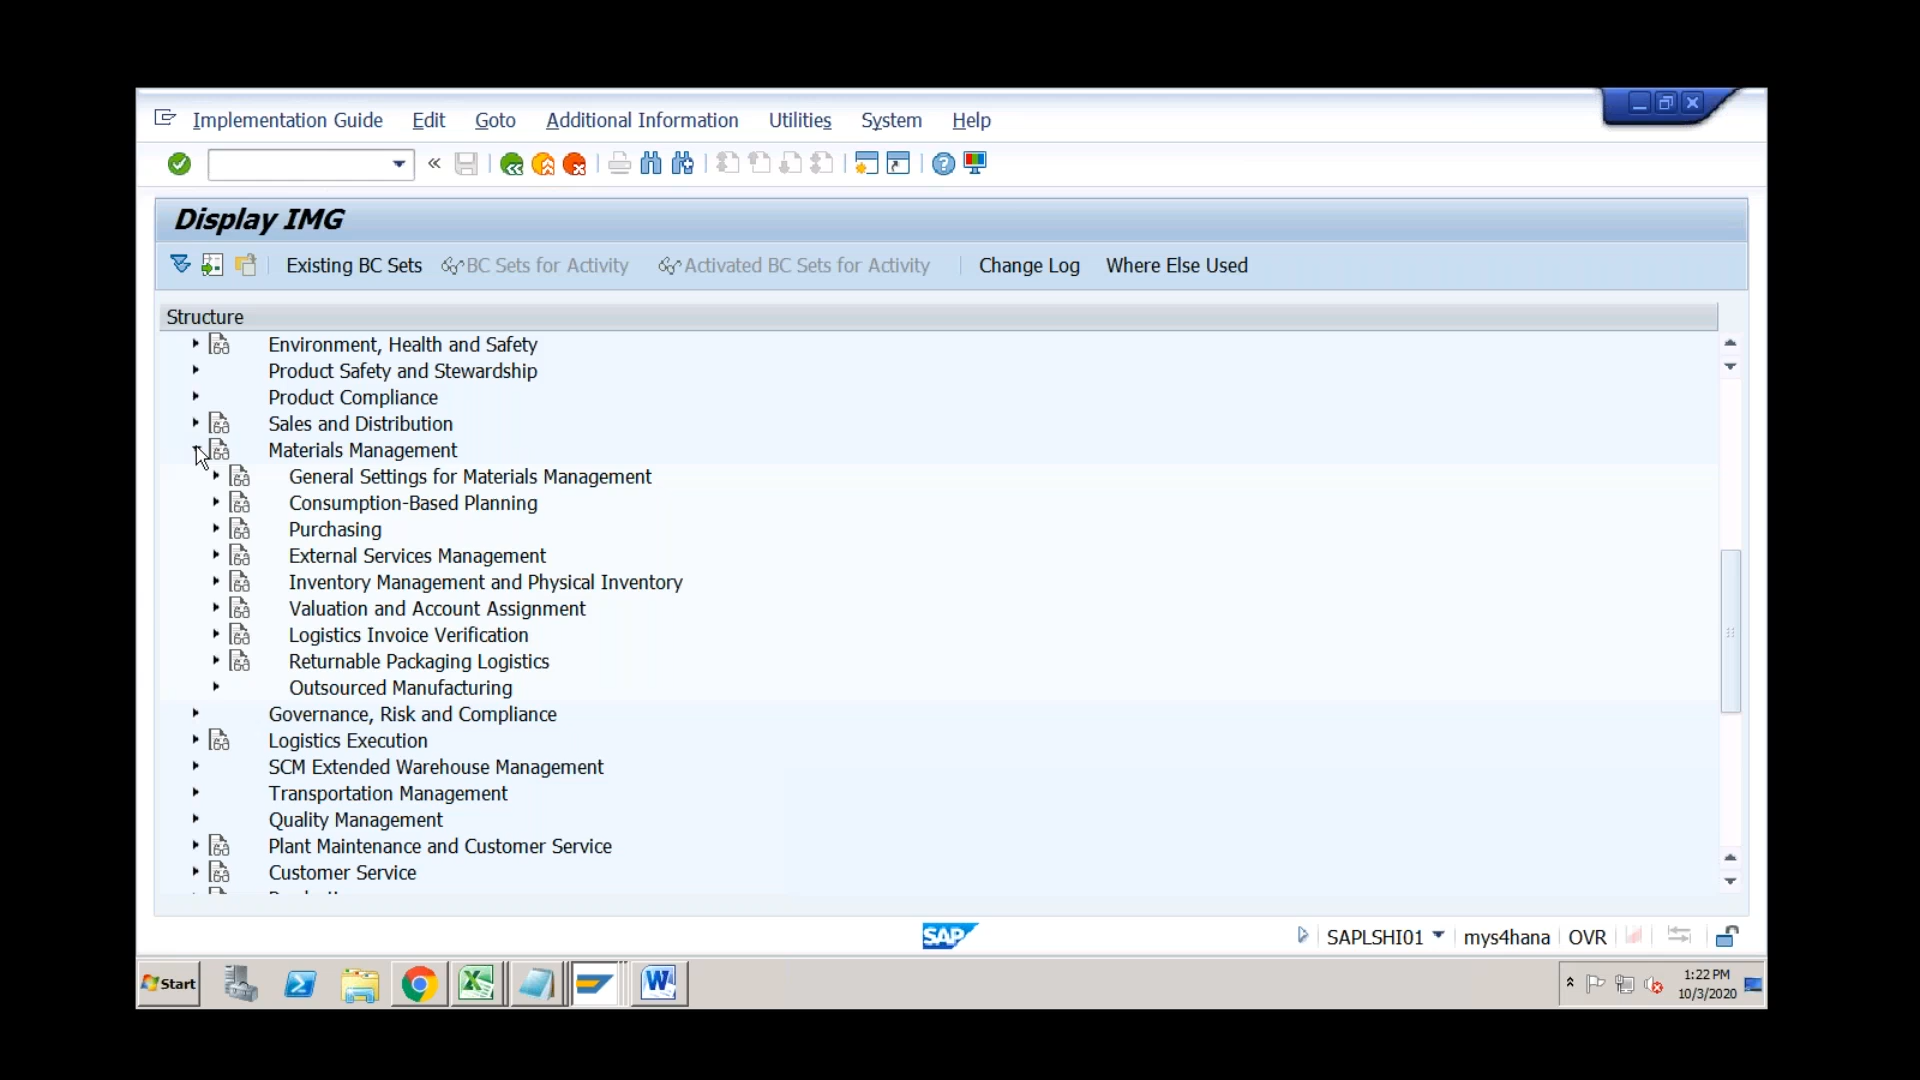 Implementation Guide Edit Goto Additional Information Utilities System Help
Display IMG
Existing BC Sets BC Sets for Activity Activated BC Sets for Activity Change Log Where Else Used
Structure
Environment, Health and Safety
Product Safety and Stewardship
Product Compliance
Sales and Distribution
Materials Management
General Settings for Materials Management
Consumption-Based Planning
Purchasing
External Services Management
Inventory Management and Physical Inventory
Valuation and Account Assignment
Logistics Invoice Verification
Returnable Packaging Logistics
Outsourced Manufacturing
Governance, Risk and Compliance
Logistics Execution
SCM Extended Warehouse Management
Transportation Management
Quality Management
Plant Maintenance and Customer Service
Customer Service
SAP SAPLSHI01 mys4hana OVR
Start 1:22 PM
10/3/2020